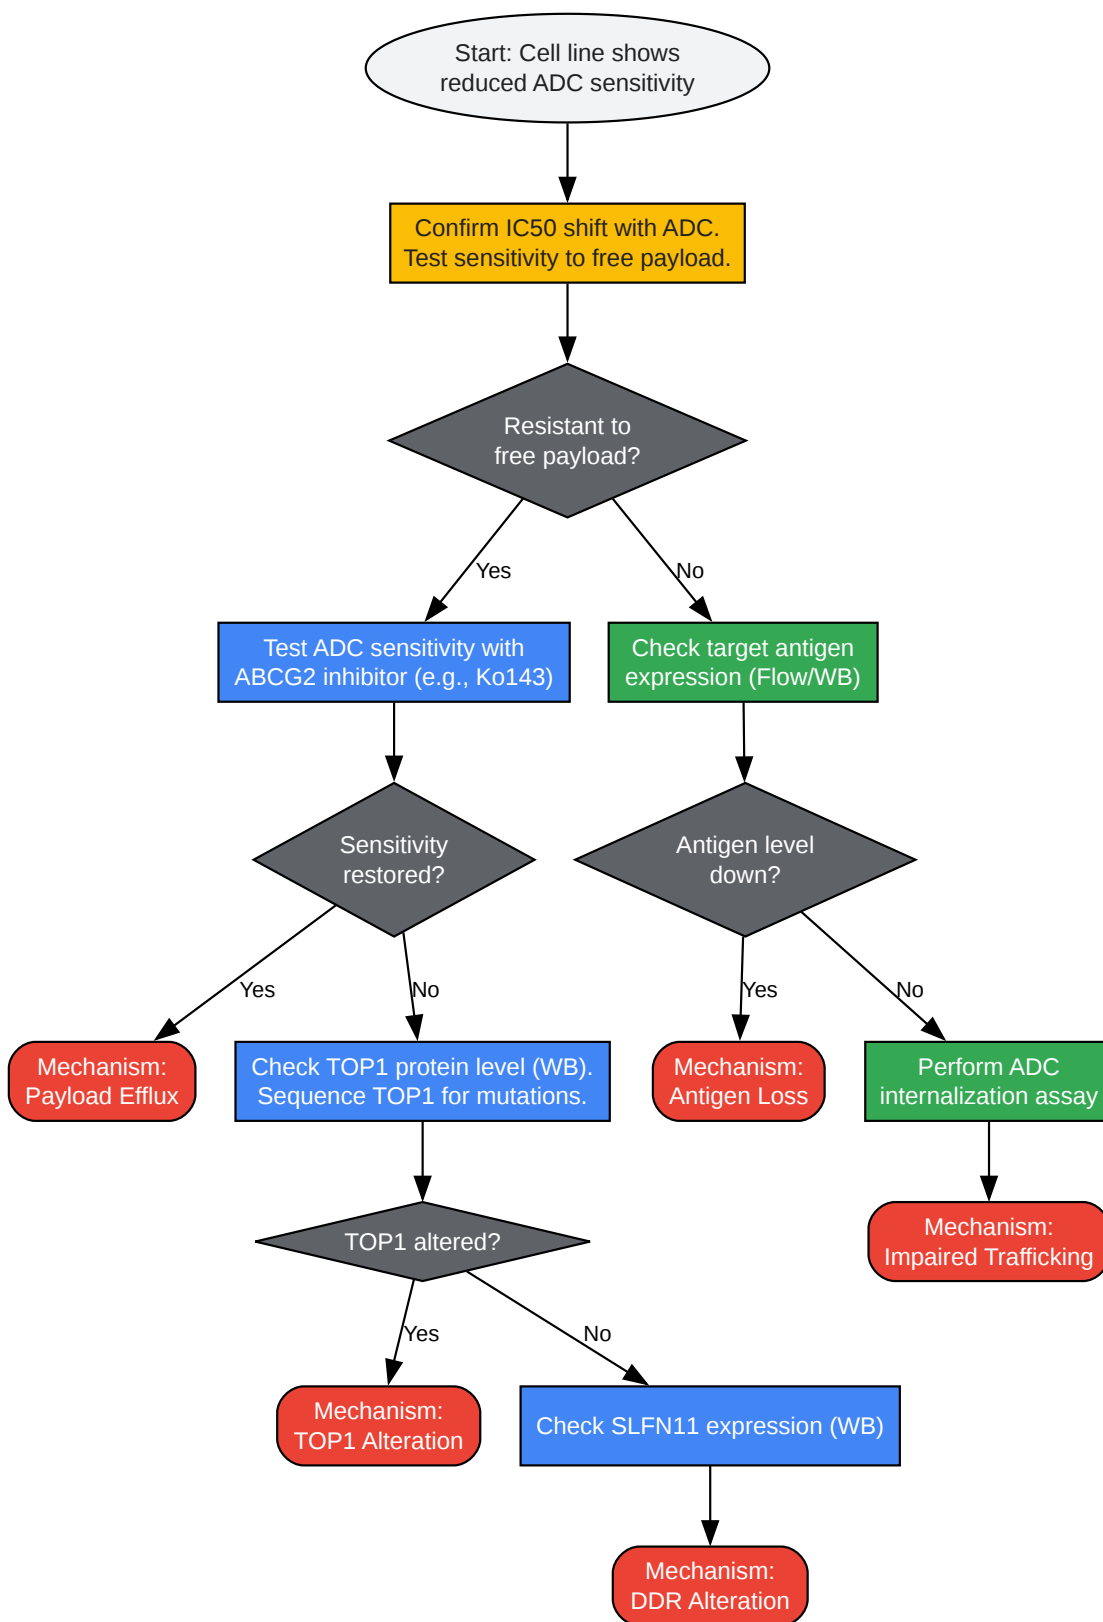 Start: Cell line shows
reduced ADC sensitivity
Confirm IC50 shift with ADC.
Test sensitivity to free payload.
Resistant to
free payload?
Yes
No
Test ADC sensitivity with
ABCG2 inhibitor (e.g., Ko143)
Check target antigen
expression (Flow/WB)
Sensitivity
restored?
Antigen level
down?
Yes
No
Yes
No
Mechanism:
Payload Efflux
Check TOP1 protein level (WB).
Sequence TOP1 for mutations.
Mechanism:
Antigen Loss
Perform ADC
internalization assay
TOP1 altered?
Mechanism:
Impaired Trafficking
Yes
No
Mechanism:
TOP1 Alteration
Check SLFN11 expression (WB)
Mechanism:
DDR Alteration